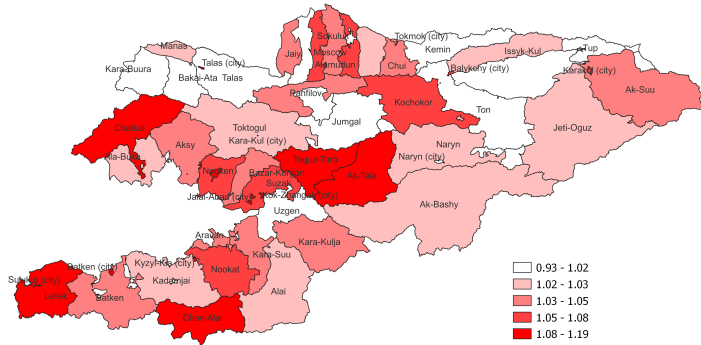 Manas
Talas (city)
Kara-Buura
Bakai-Ata
Talas
Jaiyl
Sokuluk
Moscow
Alamudun
Panfilov
Tokmok (city)
Kemin
Chui
Issyk-Kul
Tup
Balykchy (city)
Karakol (city)
Ak-Suu
Kochokor
Ton
Jeti-Oguz
Chatkal
Toktogul
Kara-Kul (city)
Jumgal
Aksy
Ala-Buka
Nooken
Bazar-Korgon
Suzak
Jalal-Abad (city)
Kok-Zhangak (city)
Toguz-Toro
Ak-Tala
Naryn
Naryn (city)
Uzgen
Ak-Bashy
Aravan
Kara-Suu
Kara-Kulja
Batken (city)
Kyzyl-Kia (city)
Kadamjai
Nookat
Leilek
Batken
Alai
Chon-Alai
0.93 - 1.02
1.02 - 1.03
1.03 - 1.05
1.05 - 1.08
1.08 - 1.19